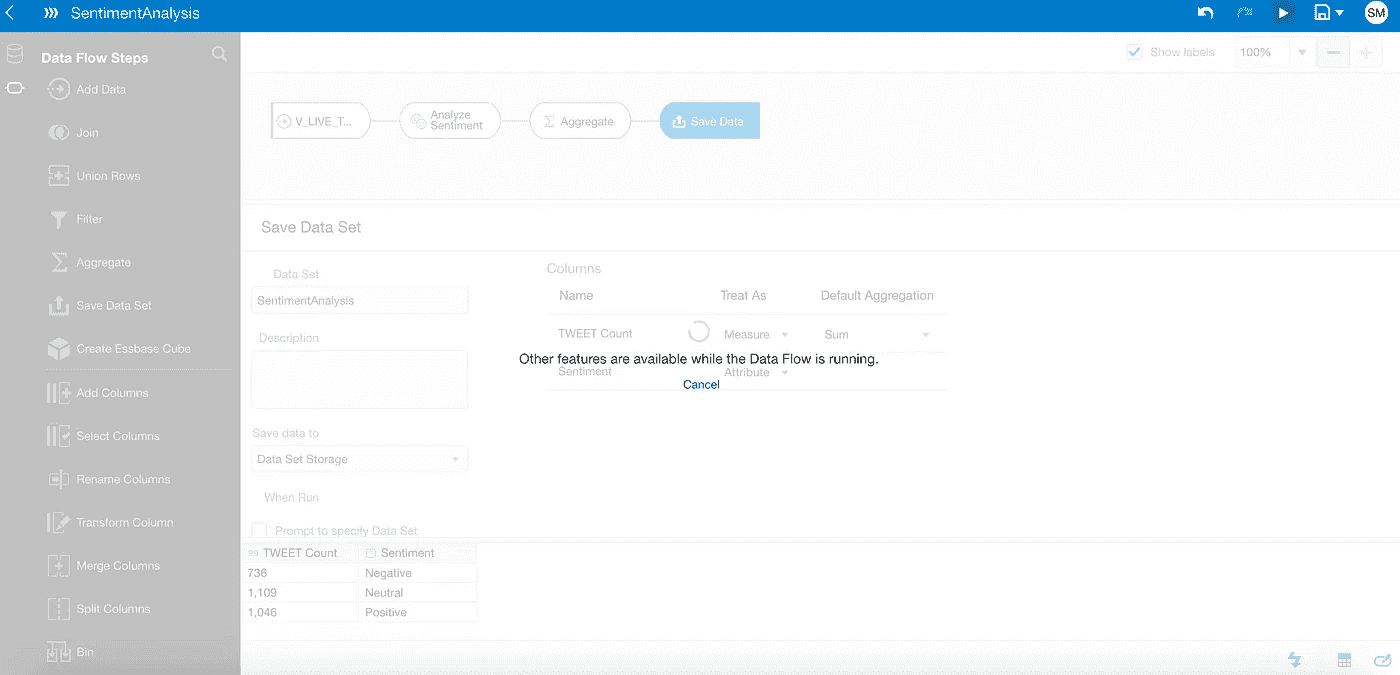 SentimentAnalysis
SM
Data Flow Steps
Add Data
Join
Union Rows
Filter
Aggregate
Save Data Set
Create Essbase Cube
Add Columns
Select Columns
Rename Columns
Transform Column
Merge Columns
Split Columns
Bin
Show labels
100%
V_LIVE_T...
Analyze
Sentiment
Aggregate
Save Data
Save Data Set
Data Set
SentimentAnalysis
Description
Save data to
Data Set Storage
When Run
Prompt to specify Data Set
Columns
Name Treat As Default Aggregation
TWEET Count Measure Sum
Other features are available while the Data Flow is running.
Sentiment Attribute
Cancel
TWEET Count Sentiment
736 Negative
1,109 Neutral
1,046 Positive